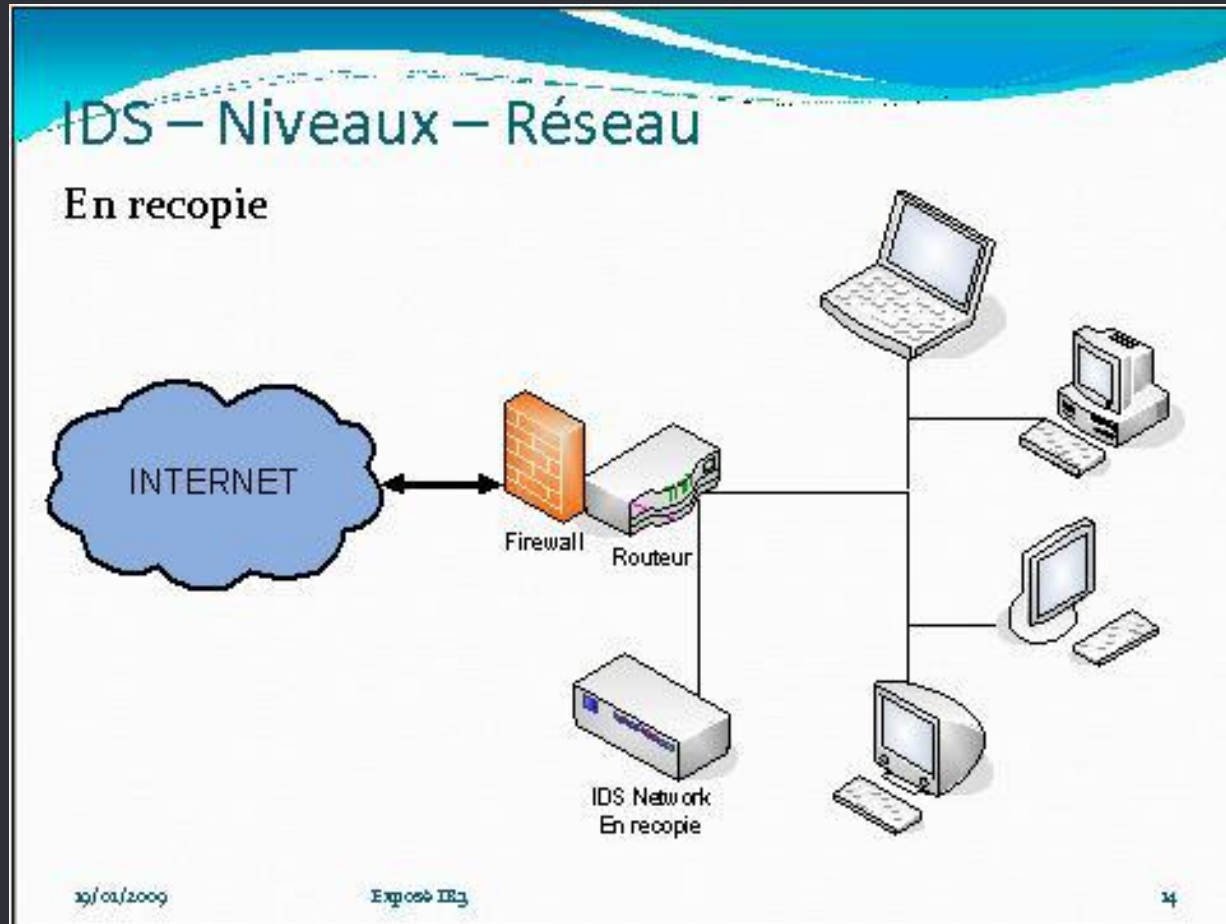 IDS – Niveaux – Réseau
En recopie
INTERNET
Firewall
Routeur
IDS Network
En recopie
19/01/2009
Exposé IR3
14